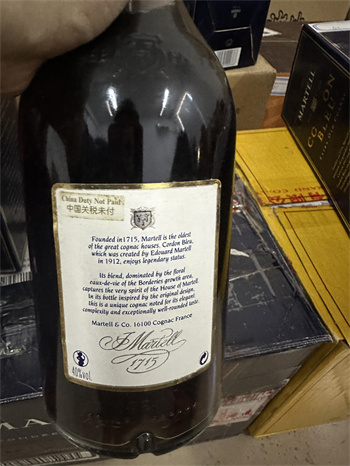 China Duty Not Paid
中国关税未付
Founded in 1715, Martell is the oldest
of the great cognac houses. Cordon Bleu,
which was created by Edouard Martell
in 1912, enjoys legendary status.
Its blend, dominated by the floral
eaux-de-vie of the Borderies growth area,
captures the very spirit of the House of Martell.
In its bottle inspired by the original design,
this is a unique cognac noted for its elegant
complexity and exceptionally well-rounded taste.
Martell & Co. 16100 Cognac France
J & F Martell
1715
40%vol
MARTELL
CORDON
BLEU